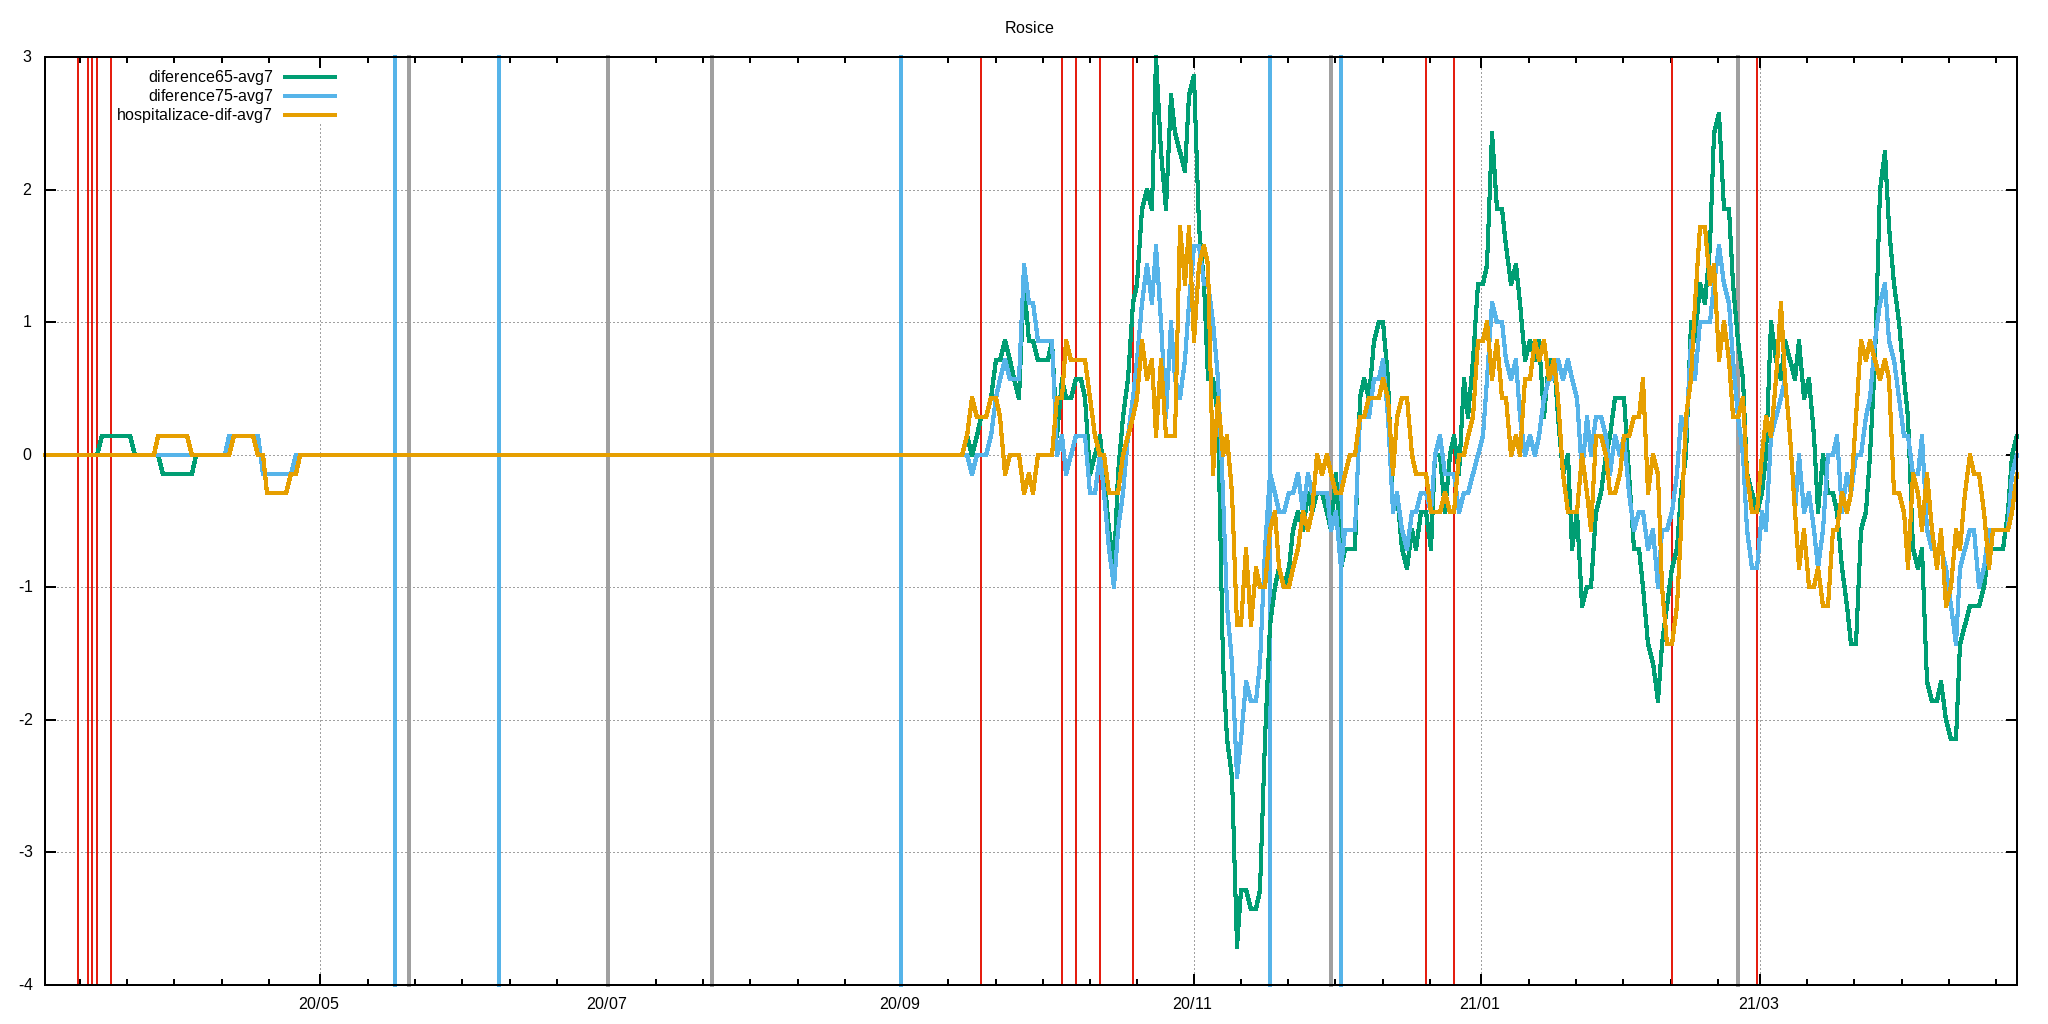 Rosice
diference65-avg7
diference75-avg7
hospitalizace-dif-avg7
3
2
1
0
-1
-2
-3
-4
20/05 20/07 20/09 20/11 21/01 21/03